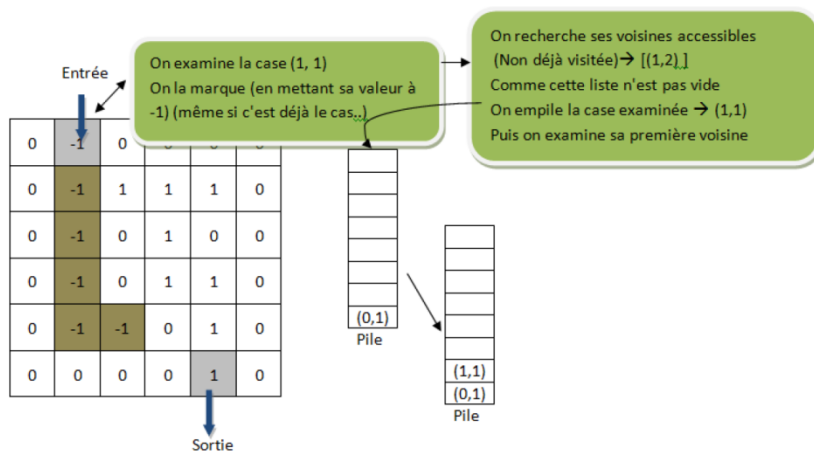 On examine la case (1, 1)
On la marque (en mettant sa valeur à
-1) (même si c'est déjà le cas..)
On recherche ses voisines accessibles
(Non déjà visitée)→ [(1,2) ]
Comme cette liste n'est pas vide
On empile la case examinée → (1,1)
Puis on examine sa première voisine
Entrée
0 -1 0
0 -1 1 1 1 0
0 -1 0 1 0 0
0 -1 0 1 1 0
0 -1 -1 0 1 0
0 0 0 0 1 0
Sortie
(0,1)
Pile
(1,1)
(0,1)
Pile